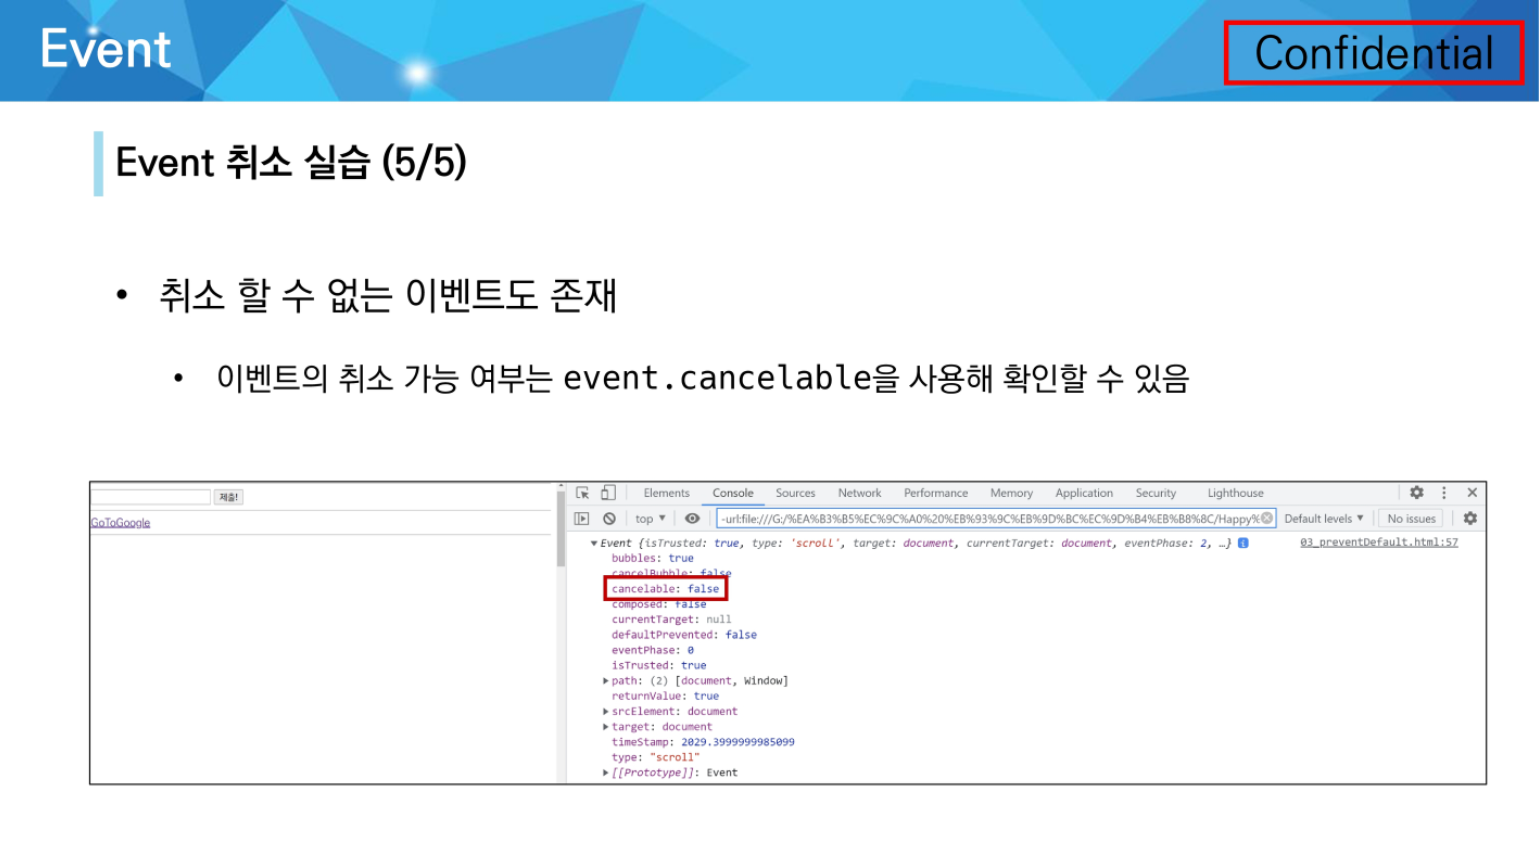 Event
Confidential
Event 취소 실습 (5/5)
• 취소 할 수 없는 이벤트도 존재
• 이벤트의 취소 가능 여부는 event.cancelable을 사용해 확인할 수 있음
제출!
GoToGoogle
Elements Console Sources Network Performance Memory Application Security Lighthouse
top ▼ -url:file:///G:/%EA%B3%B5%EC%9C%A0%20%EB%93%9C%EB%9D%BC%EC%9D%B4%EB%B8%8C/Happy% Default levels ▼ No issues
▼Event {isTrusted: true, type: 'scroll', target: document, currentTarget: document, eventPhase: 2, …} 03_preventDefault.html:57
bubbles: true
cancelBubble: false
cancelable: false
composed: false
currentTarget: null
defaultPrevented: false
eventPhase: 0
isTrusted: true
▶path: (2) [document, Window]
returnValue: true
▶srcElement: document
▶target: document
timeStamp: 2029.3999999985099
type: "scroll"
▶[[Prototype]]: Event